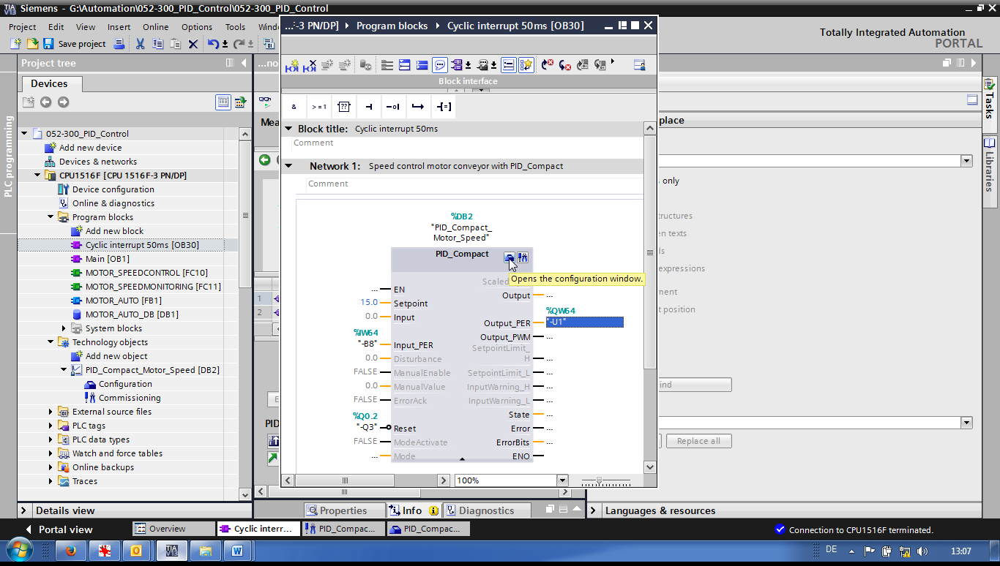 Siemens - G:\Automation\052-300_PID_Control\052-300_PID_Control
Project Edit View Insert Online Options Tools
Save project
Totally Integrated Automation
PORTAL
Project tree
Devices
PLC programming
052-300_PID_Control
Add new device
Devices & networks
CPU1516F [CPU 1516F-3 PN/DP]
Device configuration
Online & diagnostics
Program blocks
Add new block
Cyclic interrupt 50ms [OB30]
Main [OB1]
MOTOR_SPEEDCONTROL [FC10]
MOTOR_SPEEDMONITORING [FC11]
MOTOR_AUTO [FB1]
MOTOR_AUTO_DB [DB1]
System blocks
Technology objects
Add new object
PID_Compact_Motor_Speed [DB2]
Configuration
Commissioning
External source files
PLC tags
PLC data types
Watch and force tables
Online backups
Traces
Details view
...-3 PN/DP] Program blocks Cyclic interrupt 50ms [OB30]
Block interface
& >=1 ??
Block title: Cyclic interrupt 50ms
Comment
Network 1: Speed control motor conveyor with PID_Compact
Comment
%DB2
"PID_Compact_
Motor_Speed"
PID_Compact
Opens the configuration window.
Scaled
... EN
Output ...
15.0 Setpoint
0.0 Input
%QW64
Output_PER "-U1"
%IW64
"-B8" Input_PER
Output_PWM ...
0.0 Disturbance
SetpointLimit_
H ...
FALSE ManualEnable
SetpointLimit_L ...
0.0 ManualValue
InputWarning_H ...
FALSE ErrorAck
InputWarning_L ...
State ...
%Q0.2
"-Q3" Reset
Error ...
FALSE ModeActivate
ErrorBits ...
... Mode
ENO
100%
Mea
1
2
PID
place
only
ructures
en texts
ds
expressions
ment
t position
ind
Replace all
Languages & resources
Tasks
Libraries
Properties Info Diagnostics
Portal view
Overview
Cyclic interr...
PID_Compac...
PID_Compac...
Connection to CPU1516F terminated.
DE
13:07